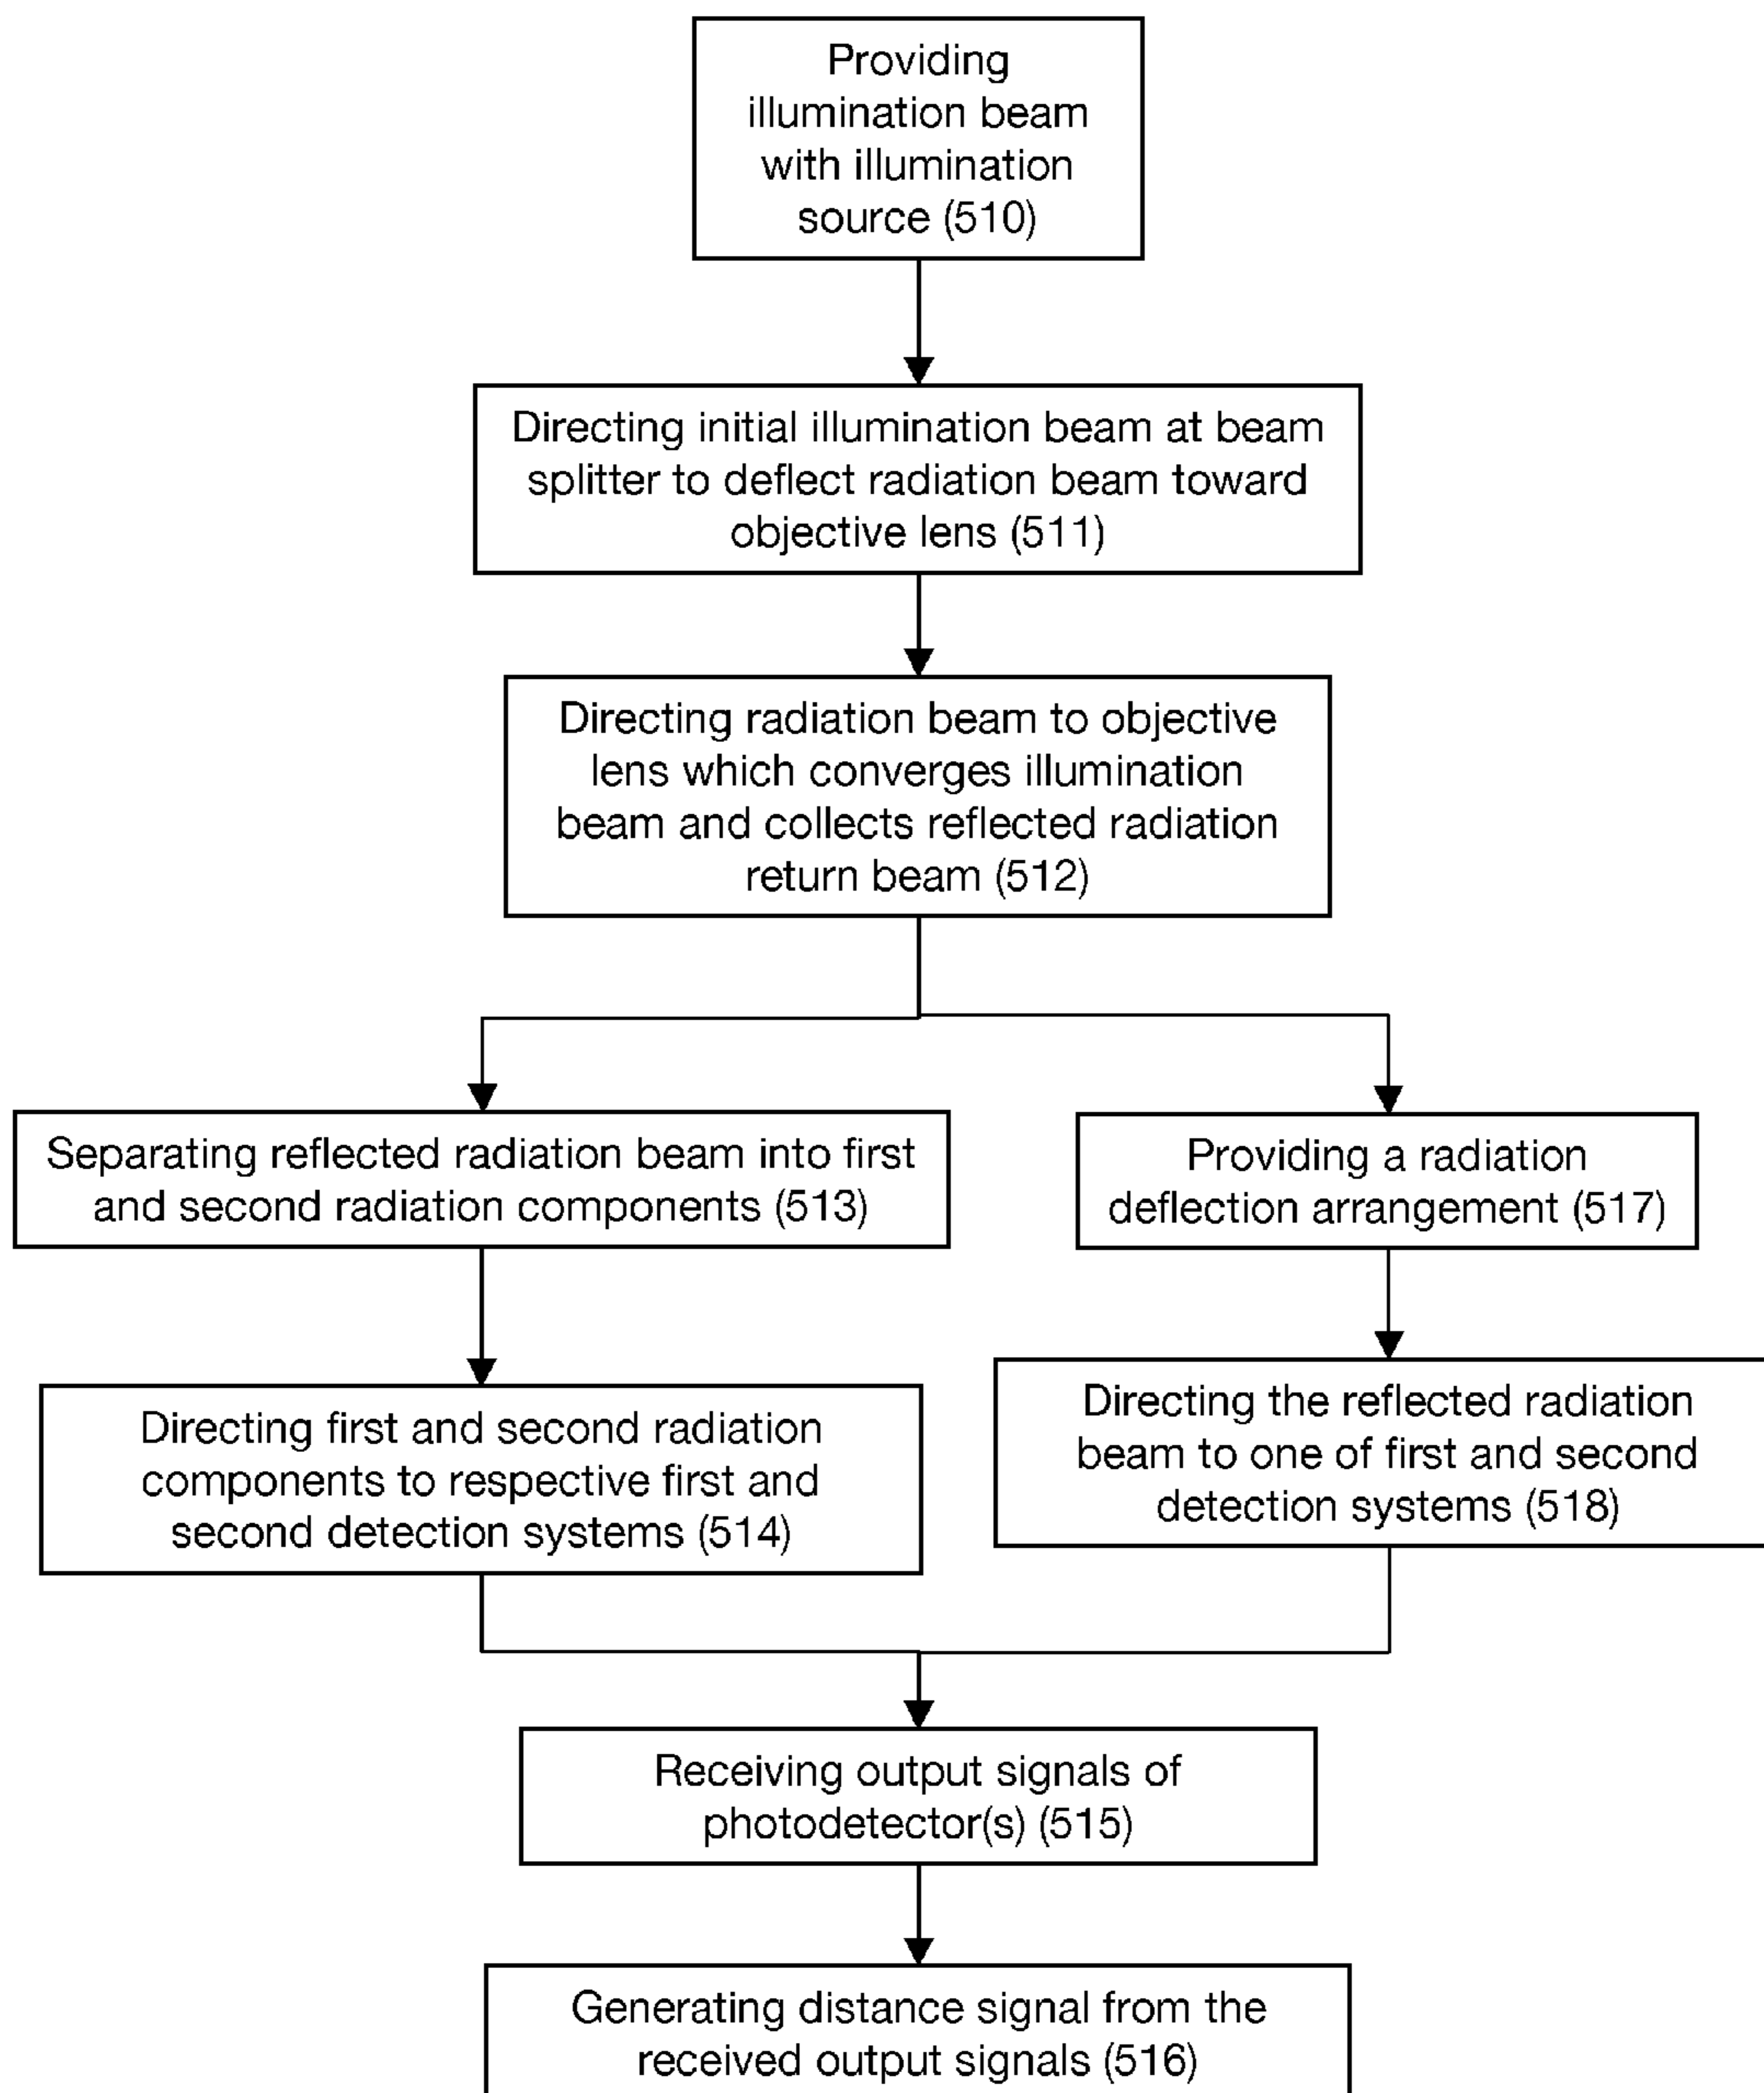 Providing
illumination beam
with illumination
source (510)
Directing initial illumination beam at beam
splitter to deflect radiation beam toward
objective lens (511)
Directing radiation beam to objective
lens which converges illumination
beam and collects reflected radiation
return beam (512)
Separating reflected radiation beam into first
and second radiation components (513)
Directing first and second radiation
components to respective first and
second detection systems (514)
Providing a radiation
deflection arrangement (517)
Directing the reflected radiation
beam to one of first and second
detection systems (518)
Receiving output signals of
photodetector(s) (515)
Generating distance signal from the
received output signals (516)